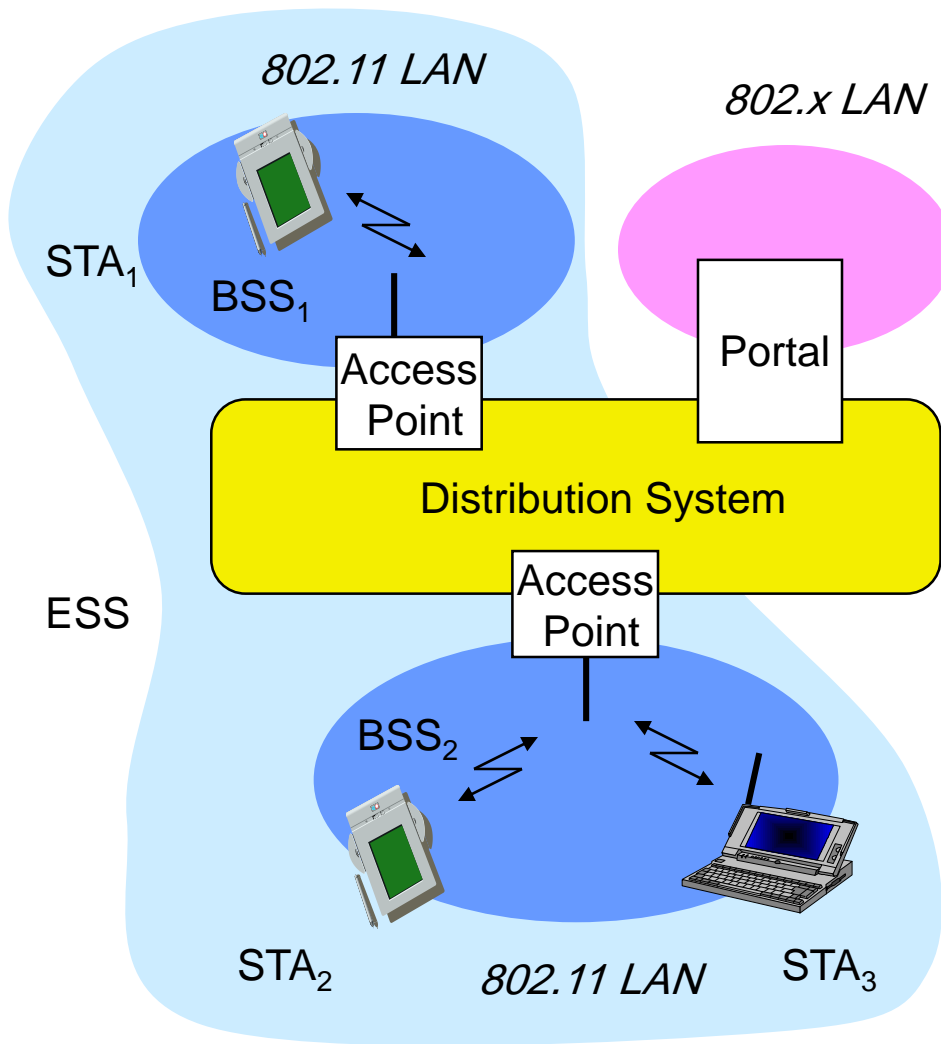 802.11 LAN
802.x LAN
STA₁
BSS₁
Access
Point
Portal
Distribution System
Access
Point
ESS
BSS₂
STA₂
802.11 LAN
STA₃